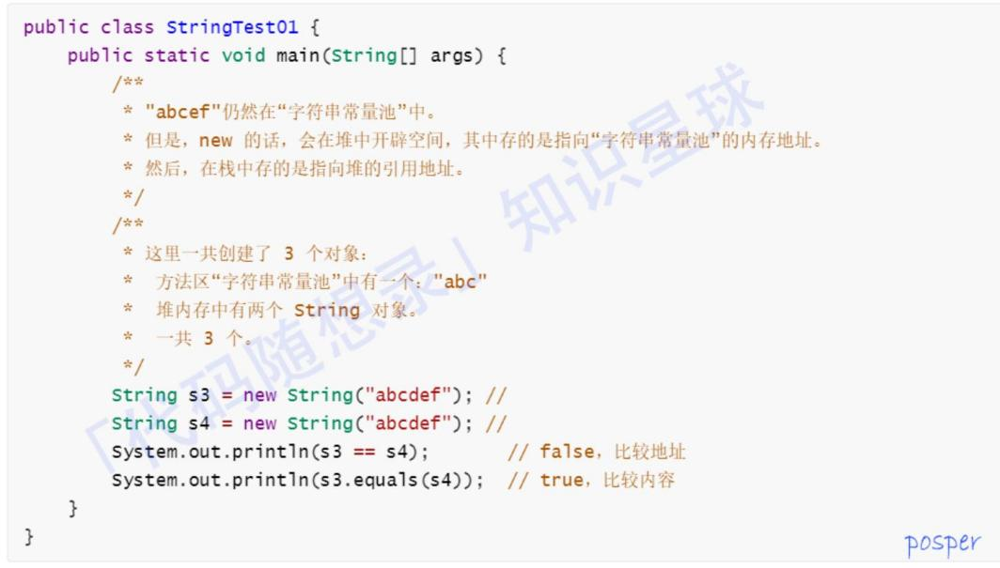 public class StringTest01 {
    public static void main(String[] args) {
        /**
         * "abcef"仍然在“字符串常量池”中。
         * 但是，new 的话，会在堆中开辟空间，其中存的是指向“字符串常量池”的内存地址。
         * 然后，在栈中存的是指向堆的引用地址。
         */
        /**
         * 这里一共创建了 3 个对象：
         *  方法区“字符串常量池”中有一个："abc"
         *  堆内存中有两个 String 对象。
         *  一共 3 个。
         */
        String s3 = new String("abcdef"); //
        String s4 = new String("abcdef"); //
        System.out.println(s3 == s4);       // false，比较地址
        System.out.println(s3.equals(s4));  // true，比较内容
    }
}
「代码随想录」知识星球
posper